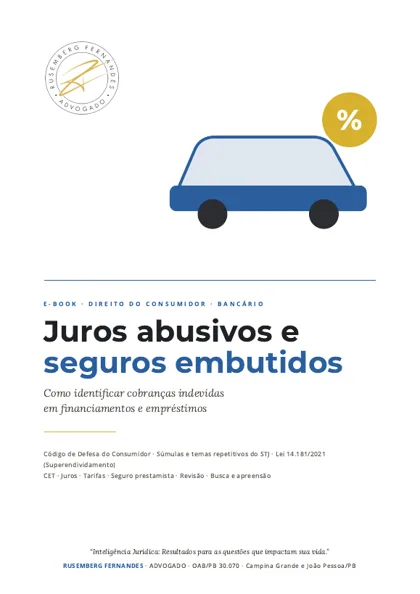 RUSEMBERG FERNANDES
• ADVOGADO •
%
E-BOOK · DIREITO DO CONSUMIDOR · BANCÁRIO
Juros abusivos e
seguros embutidos
Como identificar cobranças indevidas
em financiamentos e empréstimos
Código de Defesa do Consumidor · Súmulas e temas repetitivos do STJ · Lei 14.181/2021
(Superendividamento)
CET · Juros · Tarifas · Seguro prestamista · Revisão · Busca e apreensão
"Inteligência Jurídica: Resultados para as questões que impactam sua vida."
RUSEMBERG FERNANDES · ADVOGADO · OAB/PB 30.070 · Campina Grande e João Pessoa/PB